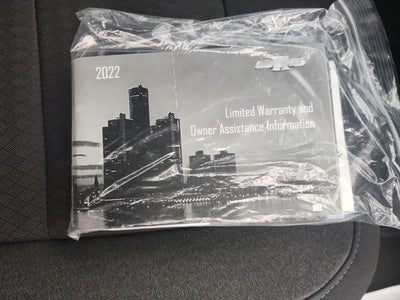 2022
Limited Warranty and
Owner Assistance Information